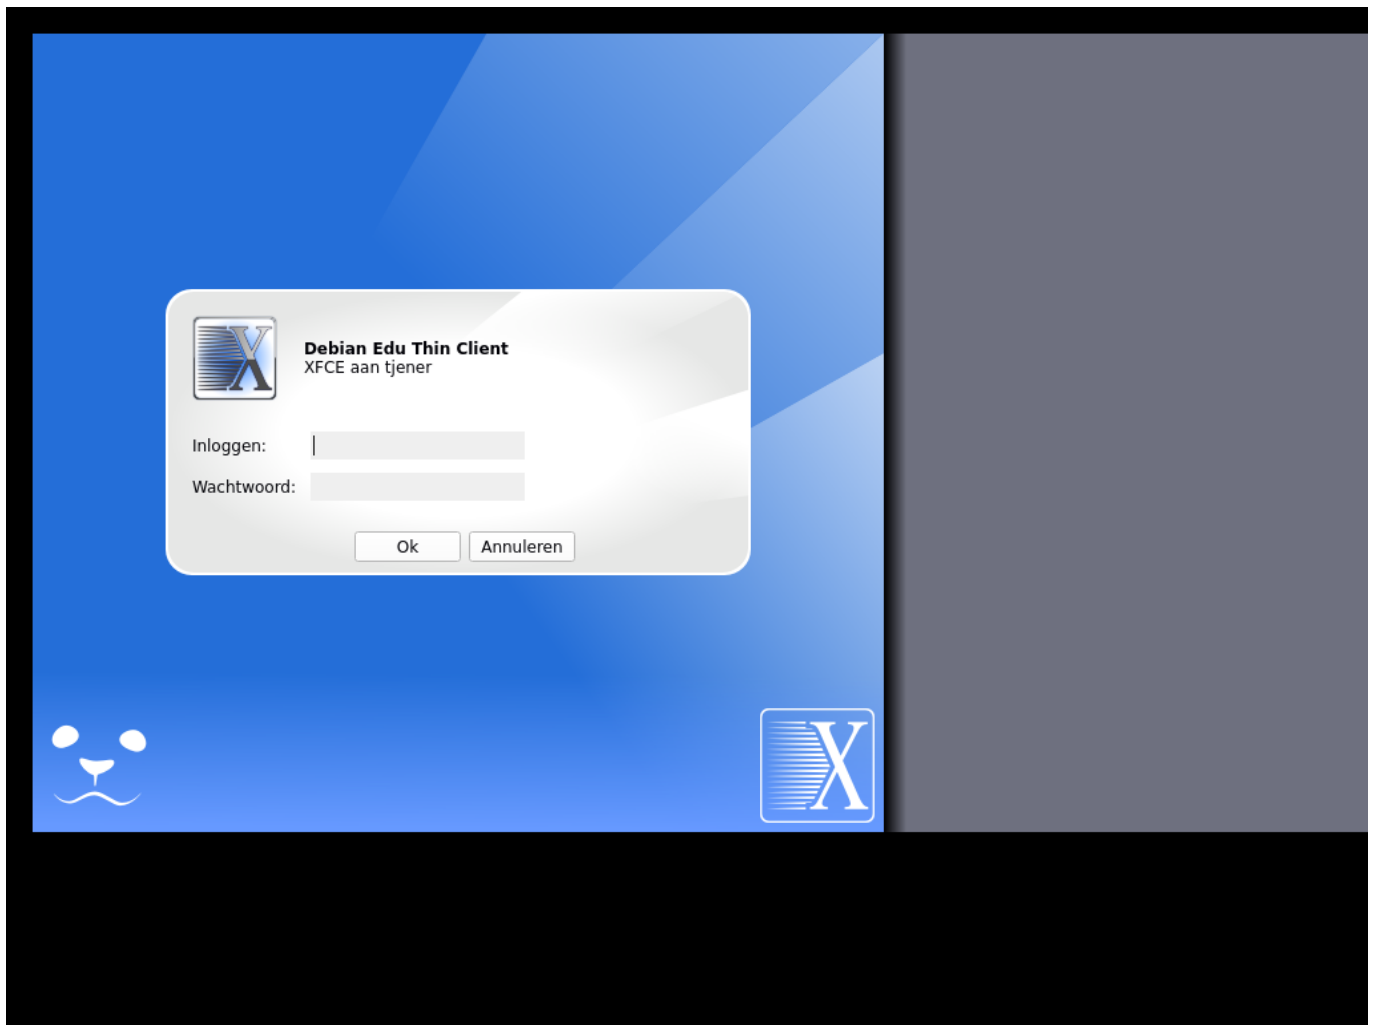 Debian Edu Thin Client
XFCE aan tjener
Inloggen:
Wachtwoord:
Ok Annuleren
X
X